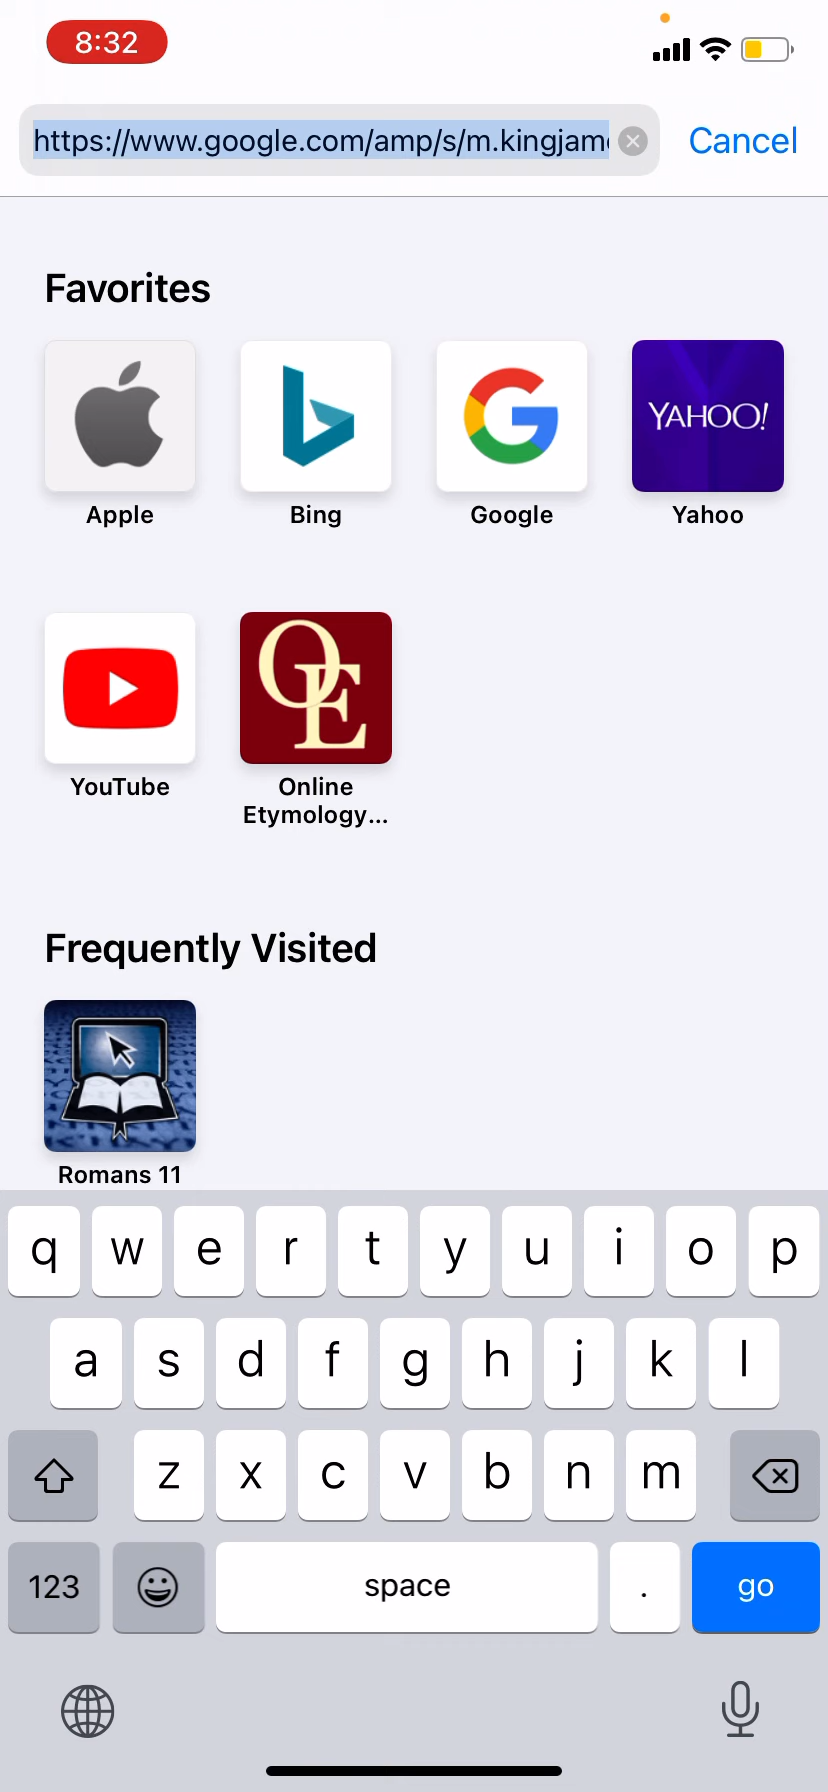 8:32
https://www.google.com/amp/s/m.kingjam
Cancel
Favorites
YAHOO!
Apple
Bing
Google
Yahoo
OE
YouTube
Online
Etymology...
Frequently Visited
Romans 11
q w e r t y u i o p
a s d f g h j k l
z x c v b n m
123
space
.
go